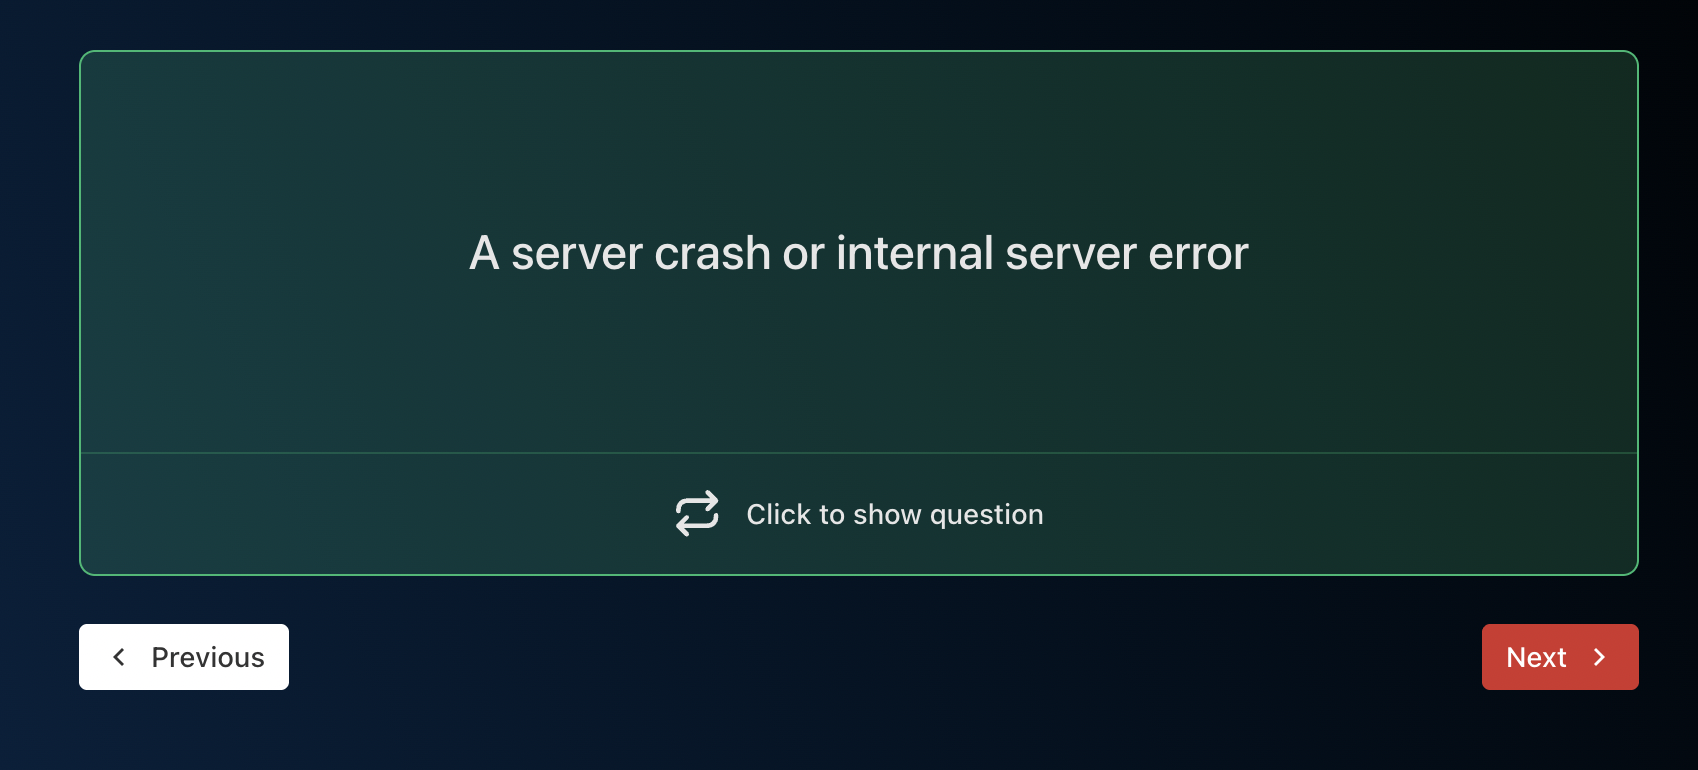 A server crash or internal server error
Click to show question
Previous
Next